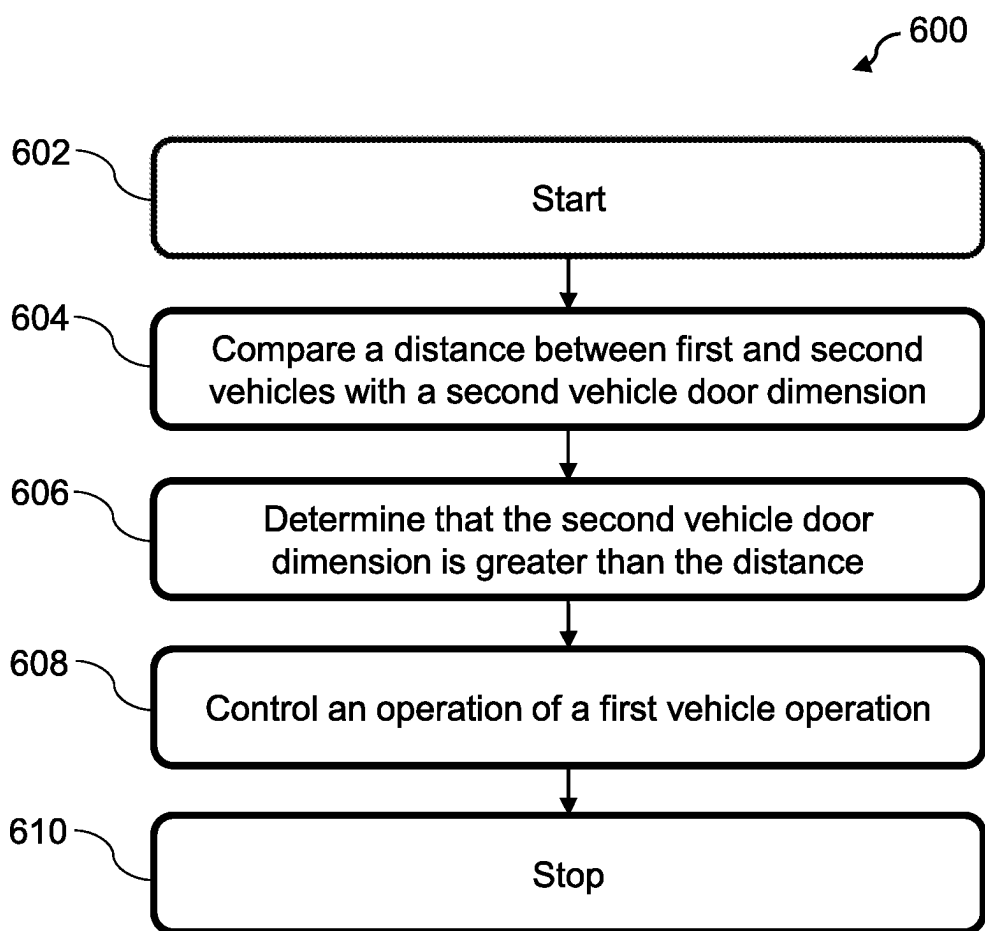 600
602
Start
604
Compare a distance between first and second
vehicles with a second vehicle door dimension
606
Determine that the second vehicle door
dimension is greater than the distance
608
Control an operation of a first vehicle operation
610
Stop